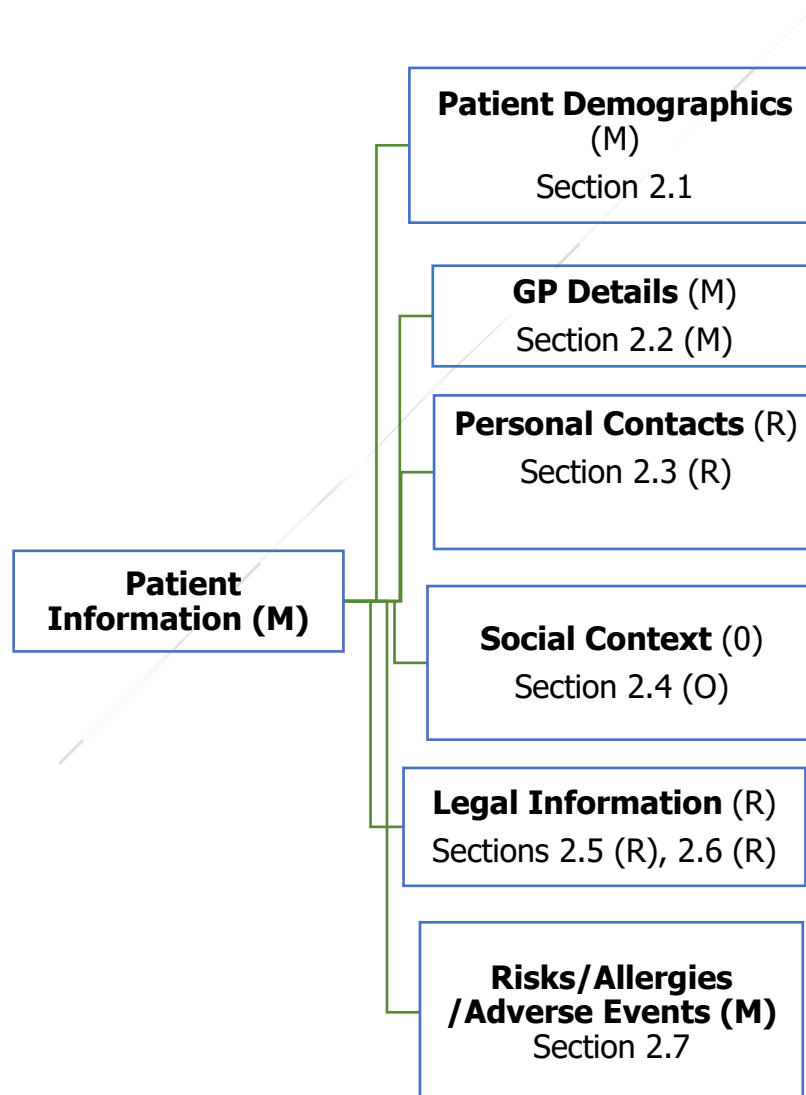 Patient Demographics
(M)
Section 2.1
GP Details (M)
Section 2.2 (M)
Personal Contacts (R)
Section 2.3 (R)
Patient
Information (M)
Social Context (0)
Section 2.4 (O)
Legal Information (R)
Sections 2.5 (R), 2.6 (R)
Risks/Allergies
/Adverse Events (M)
Section 2.7